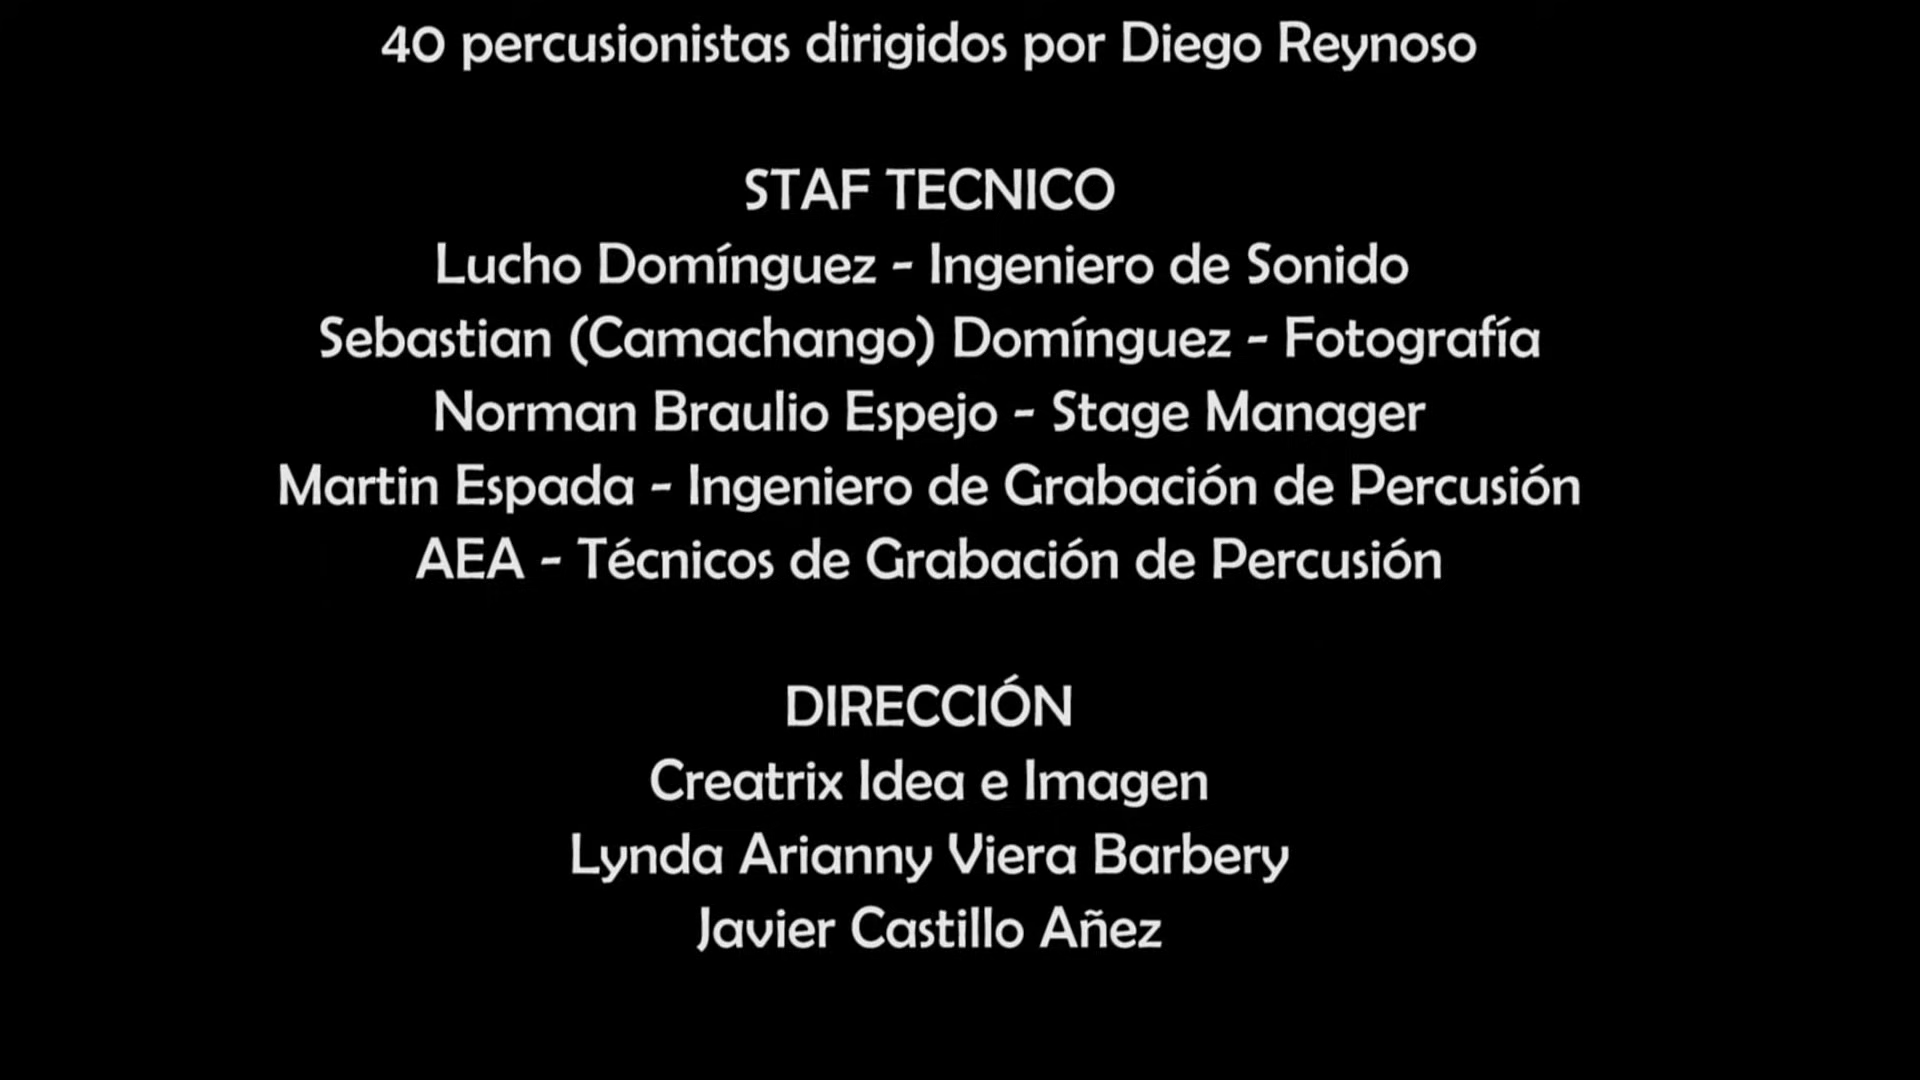 40 percusionistas dirigidos por Diego Reynoso
STAF TECNICO
Lucho Domínguez - Ingeniero de Sonido
Sebastian (Camachango) Domínguez - Fotografía
Norman Braulio Espejo - Stage Manager
Martin Espada - Ingeniero de Grabación de Percusión
AEA - Técnicos de Grabación de Percusión
DIRECCIÓN
Creatrix Idea e Imagen
Lynda Arianny Viera Barbery
Javier Castillo Añez